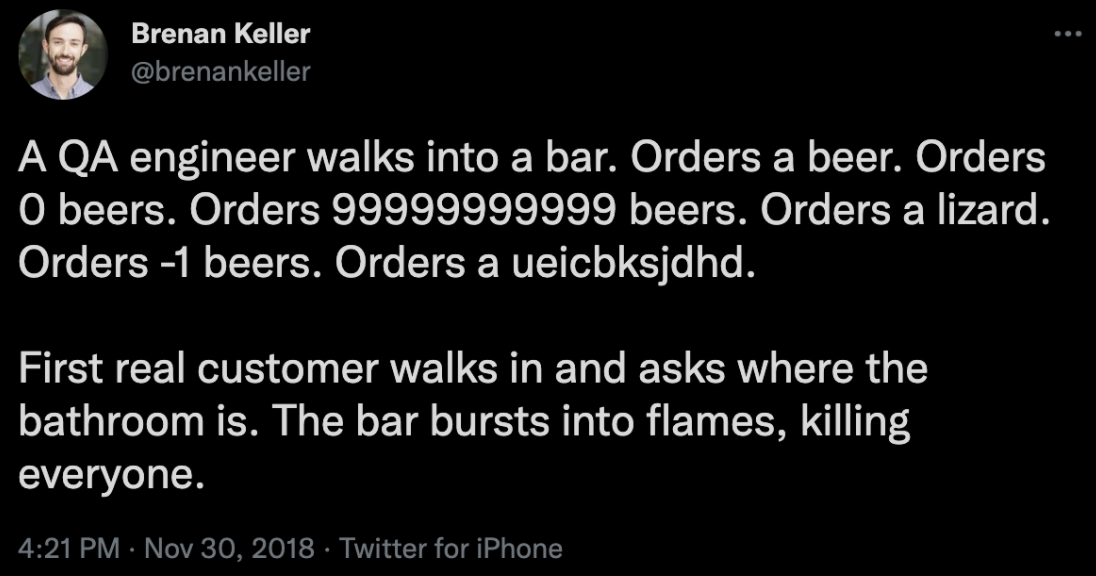 Brenan Keller
@brenankeller
A QA engineer walks into a bar. Orders a beer. Orders
0 beers. Orders 99999999999 beers. Orders a lizard.
Orders -1 beers. Orders a ueicbksjdhd.
First real customer walks in and asks where the
bathroom is. The bar bursts into flames, killing
everyone.
4:21 PM · Nov 30, 2018 · Twitter for iPhone